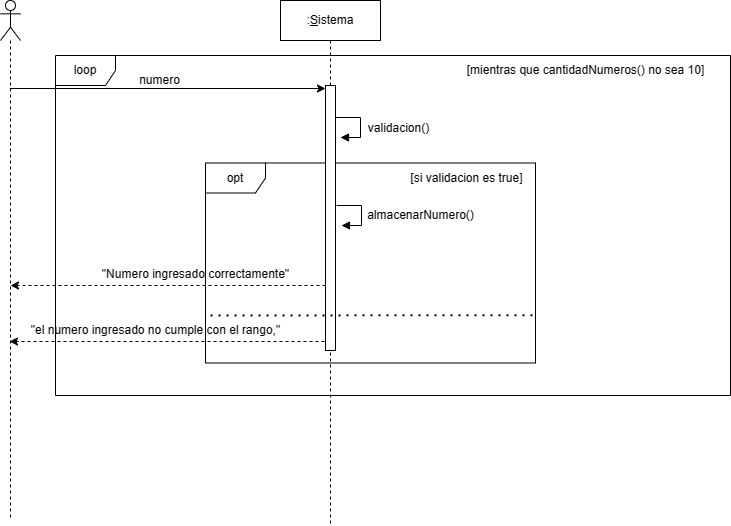 :Sistema
loop
[mientras que cantidadNumeros() no sea 10]
numero
validacion()
opt
[si validacion es true]
almacenarNumero()
"Numero ingresado correctamente"
"el numero ingresado no cumple con el rango,"